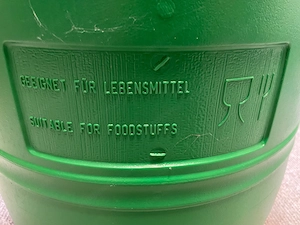 GEEIGNET FÜR LEBENSMITTEL
SUITABLE FOR FOODSTUFFS